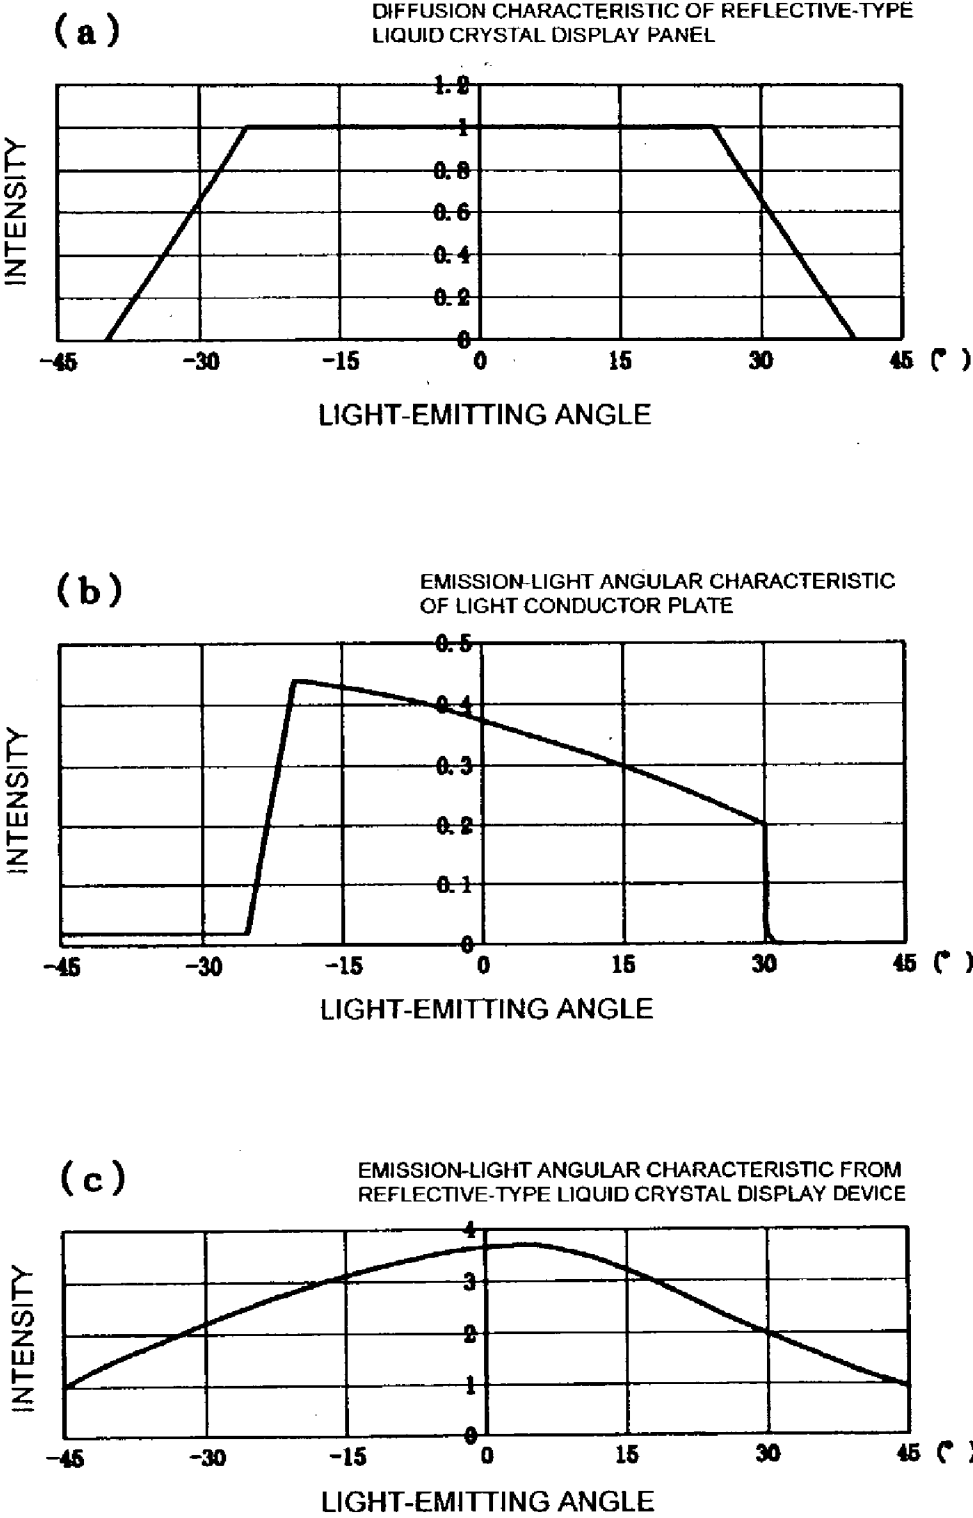 (a)
DIFFUSION CHARACTERISTIC OF REFLECTIVE-TYPE
LIQUID CRYSTAL DISPLAY PANEL
INTENSITY
1.2
1
0.8
0.6
0.4
0.2
0
-45 -30 -15 0 15 30 45 (°)
LIGHT-EMITTING ANGLE
(b)
EMISSION-LIGHT ANGULAR CHARACTERISTIC
OF LIGHT CONDUCTOR PLATE
INTENSITY
0.5
0.4
0.3
0.2
0.1
0
-45 -30 -15 0 15 30 45 (°)
LIGHT-EMITTING ANGLE
(c)
EMISSION-LIGHT ANGULAR CHARACTERISTIC FROM
REFLECTIVE-TYPE LIQUID CRYSTAL DISPLAY DEVICE
INTENSITY
4
3
2
1
0
-45 -30 -15 0 15 30 45 (°)
LIGHT-EMITTING ANGLE